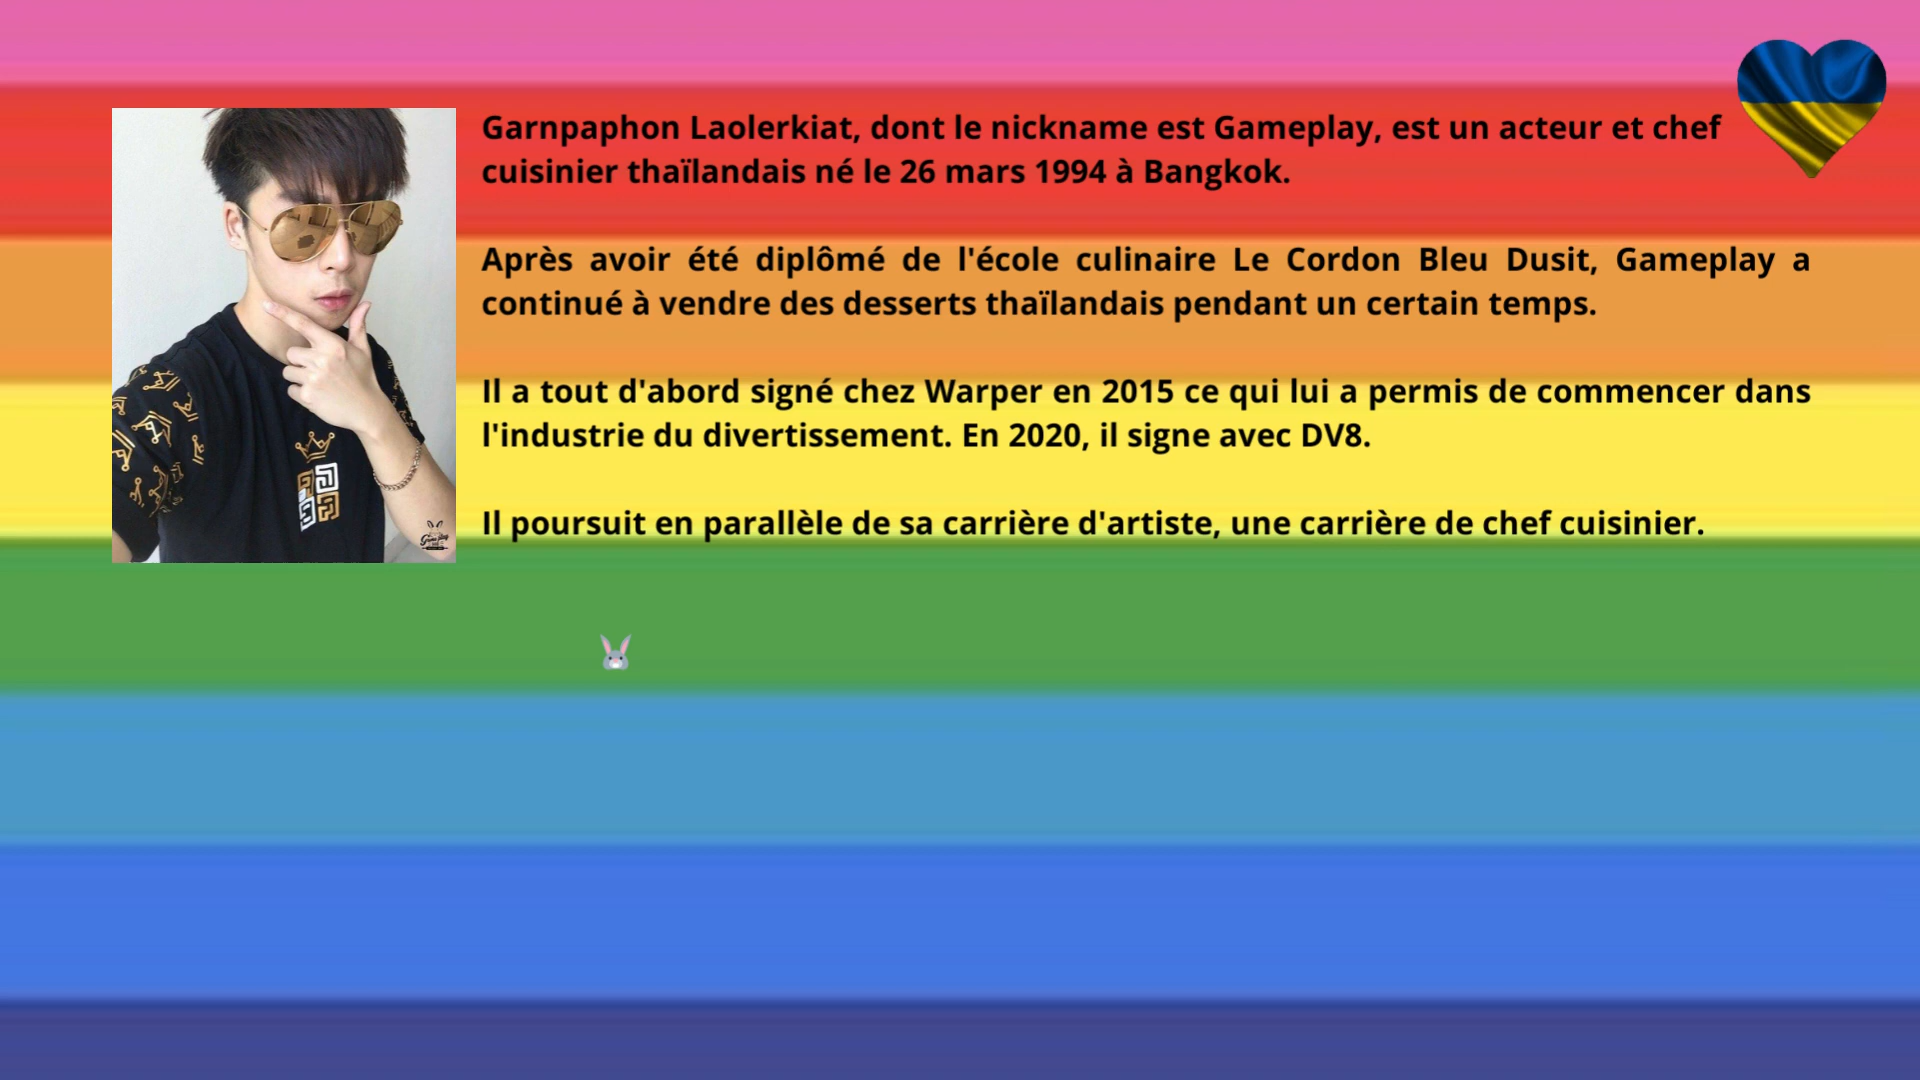 Garnpaphon Laolerkiat, dont le nickname est Gameplay, est un acteur et chef
cuisinier thaïlandais né le 26 mars 1994 à Bangkok.
Après avoir été diplômé de l'école culinaire Le Cordon Bleu Dusit, Gameplay a
continué à vendre des desserts thaïlandais pendant un certain temps.
Il a tout d'abord signé chez Warper en 2015 ce qui lui a permis de commencer dans
l'industrie du divertissement. En 2020, il signe avec DV8.
Il poursuit en parallèle de sa carrière d'artiste, une carrière de chef cuisinier.